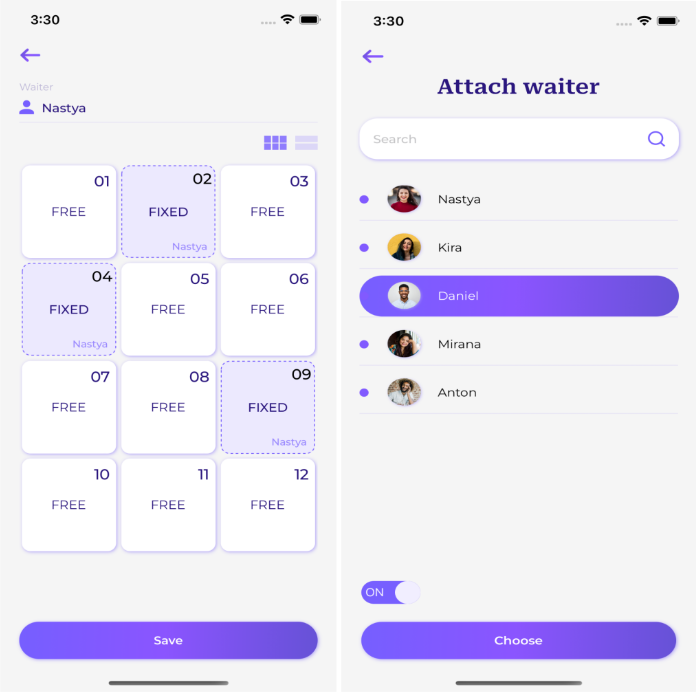 3:30
Waiter
Nastya
01
FREE
02
FIXED
Nastya
03
FREE
04
FIXED
Nastya
05
FREE
06
FREE
07
FREE
08
FREE
09
FIXED
Nastya
10
FREE
11
FREE
12
FREE
Save
3:30
Attach waiter
Search
Nastya
Kira
Daniel
Mirana
Anton
ON
Choose